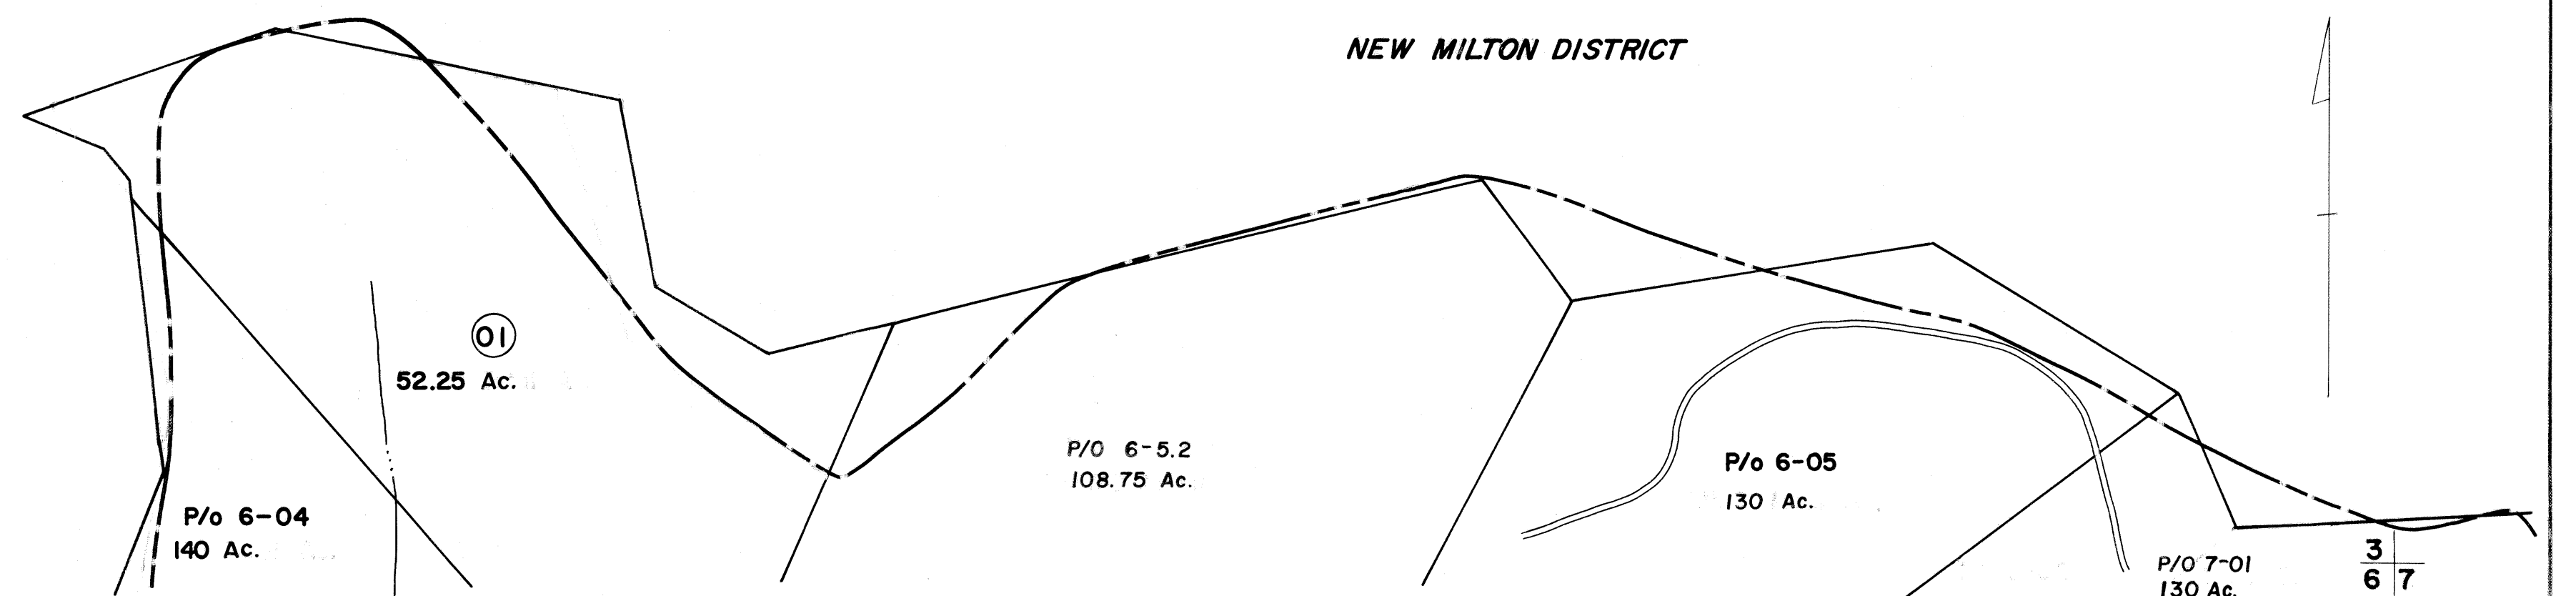 NEW MILTON DISTRICT
01
52.25 Ac.
P/O 6-5.2
108.75 Ac.
P/o 6-05
130 Ac.
P/o 6-04
140 Ac.
P/O 7-01
130 Ac.
3
6 7